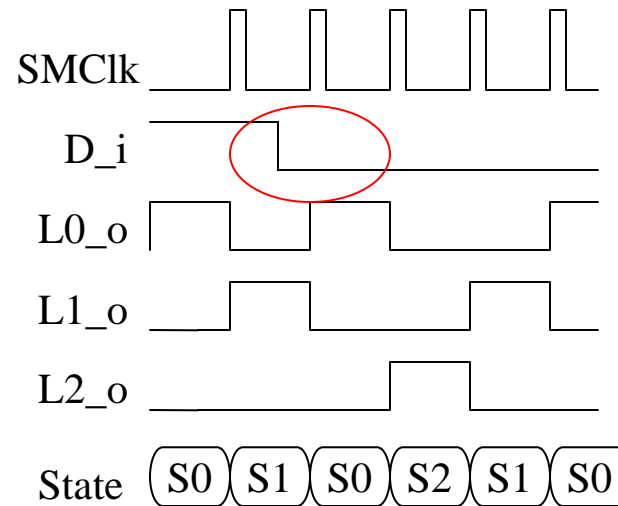 SMClk
D_i
L0_o
L1_o
L2_o
State S0 S1 S0 S2 S1 S0